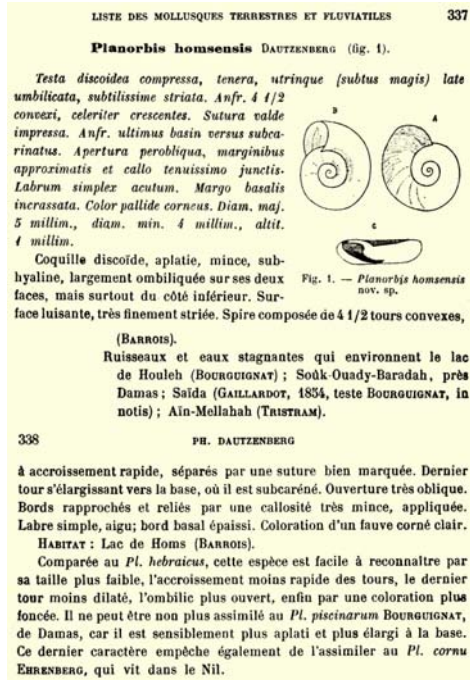 LISTE DES MOLLUSQUES TERRESTRES ET FLUVIATILES 337
Planorbis homsensis DAUTZENBERG (fig. 1).
Testa discoidea compressa, tenera, utrinque (subtus magis) late
umbilicata, subtilissime striata. Anfr. 4 1/2
convexi, celeriter crescentes. Sutura valde
impressa. Anfr. ultimus basin versus subca-
rinatus. Apertura perobliqua, marginibus
approximatis et callo tenuissimo junctis.
Labrum simplex acutum. Margo basalis
incrassata. Color pallide corneus. Diam. maj.
5 millim., diam. min. 4 millim., altit.
1 millim.
B
A
C
Fig. 1. — Planorbis homsensis
nov. sp.
Coquille discoïde, aplatie, mince, sub-
hyaline, largement ombiliquée sur ses deux
faces, mais surtout du côté inférieur. Sur-
face luisante, très finement striée. Spire composée de 4 1/2 tours convexes,
(BARROIS).
Ruisseaux et eaux stagnantes qui environnent le lac
de Houleh (BOURGUIGNAT) ; Soûk-Ouady-Baradah, près
Damas ; Saïda (GAILLARDOT, 1854, teste BOURGUIGNAT, in
notis) ; Aïn-Mellahah (TRISTRAM).
338 PH. DAUTZENBERG
à accroissement rapide, séparés par une suture bien marquée. Dernier
tour s'élargissant vers la base, où il est subcaréné. Ouverture très oblique.
Bords rapprochés et reliés par une callosité très mince, appliquée.
Labre simple, aigu; bord basal épaissi. Coloration d'un fauve corné clair.
HABITAT : Lac de Homs (BARROIS).
Comparée au Pl. hebraicus, cette espèce est facile à reconnaître par
sa taille plus faible, l'accroissement moins rapide des tours, le dernier
tour moins dilaté, l'ombilic plus ouvert, enfin par une coloration plus
foncée. Il ne peut être non plus assimilé au Pl. piscinarum BOURGUIGNAT,
de Damas, car il est sensiblement plus aplati et plus élargi à la base.
Ce dernier caractère empêche également de l'assimiler au Pl. cornu
EHRENBERG, qui vit dans le Nil.